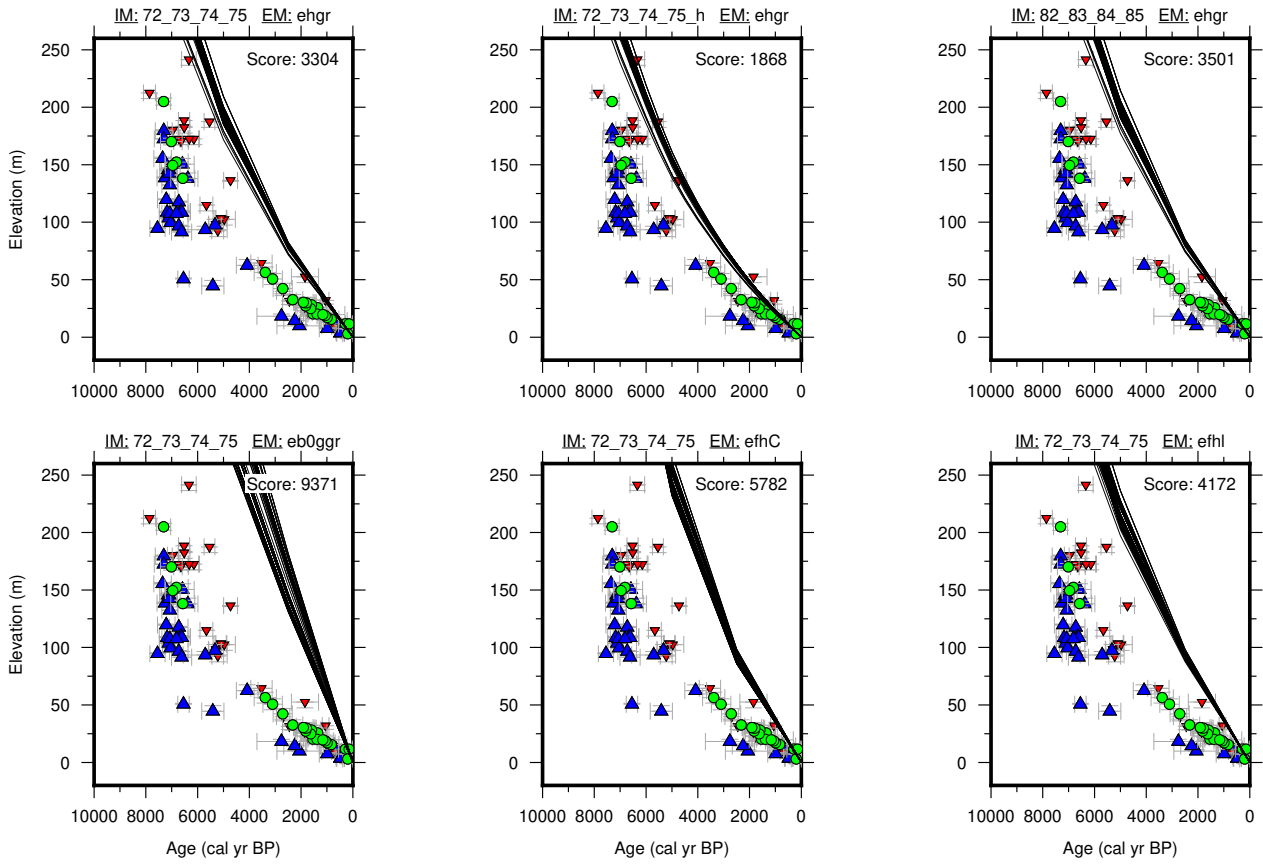 IM: 72_73_74_75 EM: ehgr
IM: 72_73_74_75_h EM: ehgr
IM: 82_83_84_85 EM: ehgr
Score: 3304
Score: 1868
Score: 3501
Elevation (m)
250
200
150
100
50
0
250
200
150
100
50
0
250
200
150
100
50
0
10000 8000 6000 4000 2000 0
10000 8000 6000 4000 2000 0
10000 8000 6000 4000 2000 0
IM: 72_73_74_75 EM: eb0ggr
IM: 72_73_74_75 EM: efhC
IM: 72_73_74_75 EM: efhl
Score: 9371
Score: 5782
Score: 4172
Elevation (m)
250
200
150
100
50
0
250
200
150
100
50
0
250
200
150
100
50
0
10000 8000 6000 4000 2000 0
10000 8000 6000 4000 2000 0
10000 8000 6000 4000 2000 0
Age (cal yr BP)
Age (cal yr BP)
Age (cal yr BP)